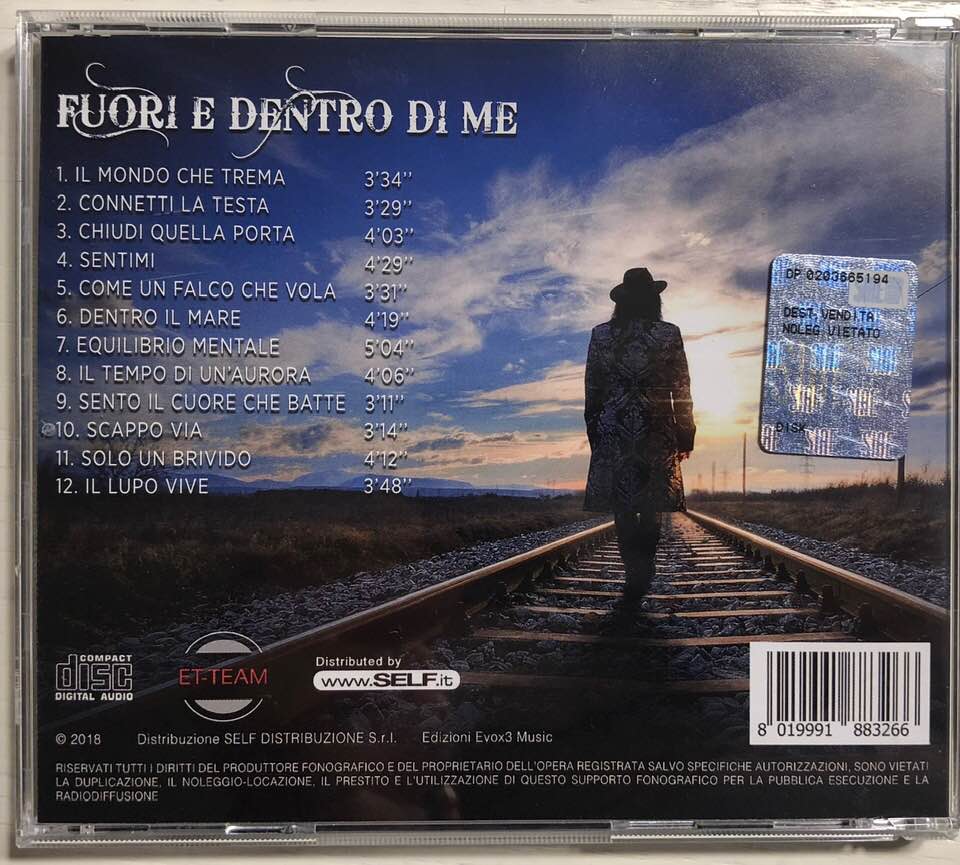 FUORI E DENTRO DI ME
1. IL MONDO CHE TREMA 3'34''
2. CONNETTI LA TESTA 3'29''
3. CHIUDI QUELLA PORTA 4'03''
4. SENTIMI 4'29''
5. COME UN FALCO CHE VOLA 3'31''
6. DENTRO IL MARE 4'19''
7. EQUILIBRIO MENTALE 5'04''
8. IL TEMPO DI UN'AURORA 4'06''
9. SENTO IL CUORE CHE BATTE 3'11''
10. SCAPPO VIA 3'14''
11. SOLO UN BRIVIDO 4'12''
12. IL LUPO VIVE 3'48''
DP 0203665194
DEST.VENDITA
NOLEG.VIETATO
DISK
COMPACT
disc
DIGITAL AUDIO
ET-TEAM
Distributed by
www.SELF.it
8 019991 883266
© 2018 Distribuzione SELF DISTRIBUZIONE S.r.l. Edizioni Evox3 Music
RISERVATI TUTTI I DIRITTI DEL PRODUTTORE FONOGRAFICO E DEL PROPRIETARIO DELL'OPERA REGISTRATA SALVO SPECIFICHE AUTORIZZAZIONI, SONO VIETATI
LA DUPLICAZIONE, IL NOLEGGIO-LOCAZIONE, IL PRESTITO E L'UTILIZZAZIONE DI QUESTO SUPPORTO FONOGRAFICO PER LA PUBBLICA ESECUZIONE E LA
RADIODIFFUSIONE